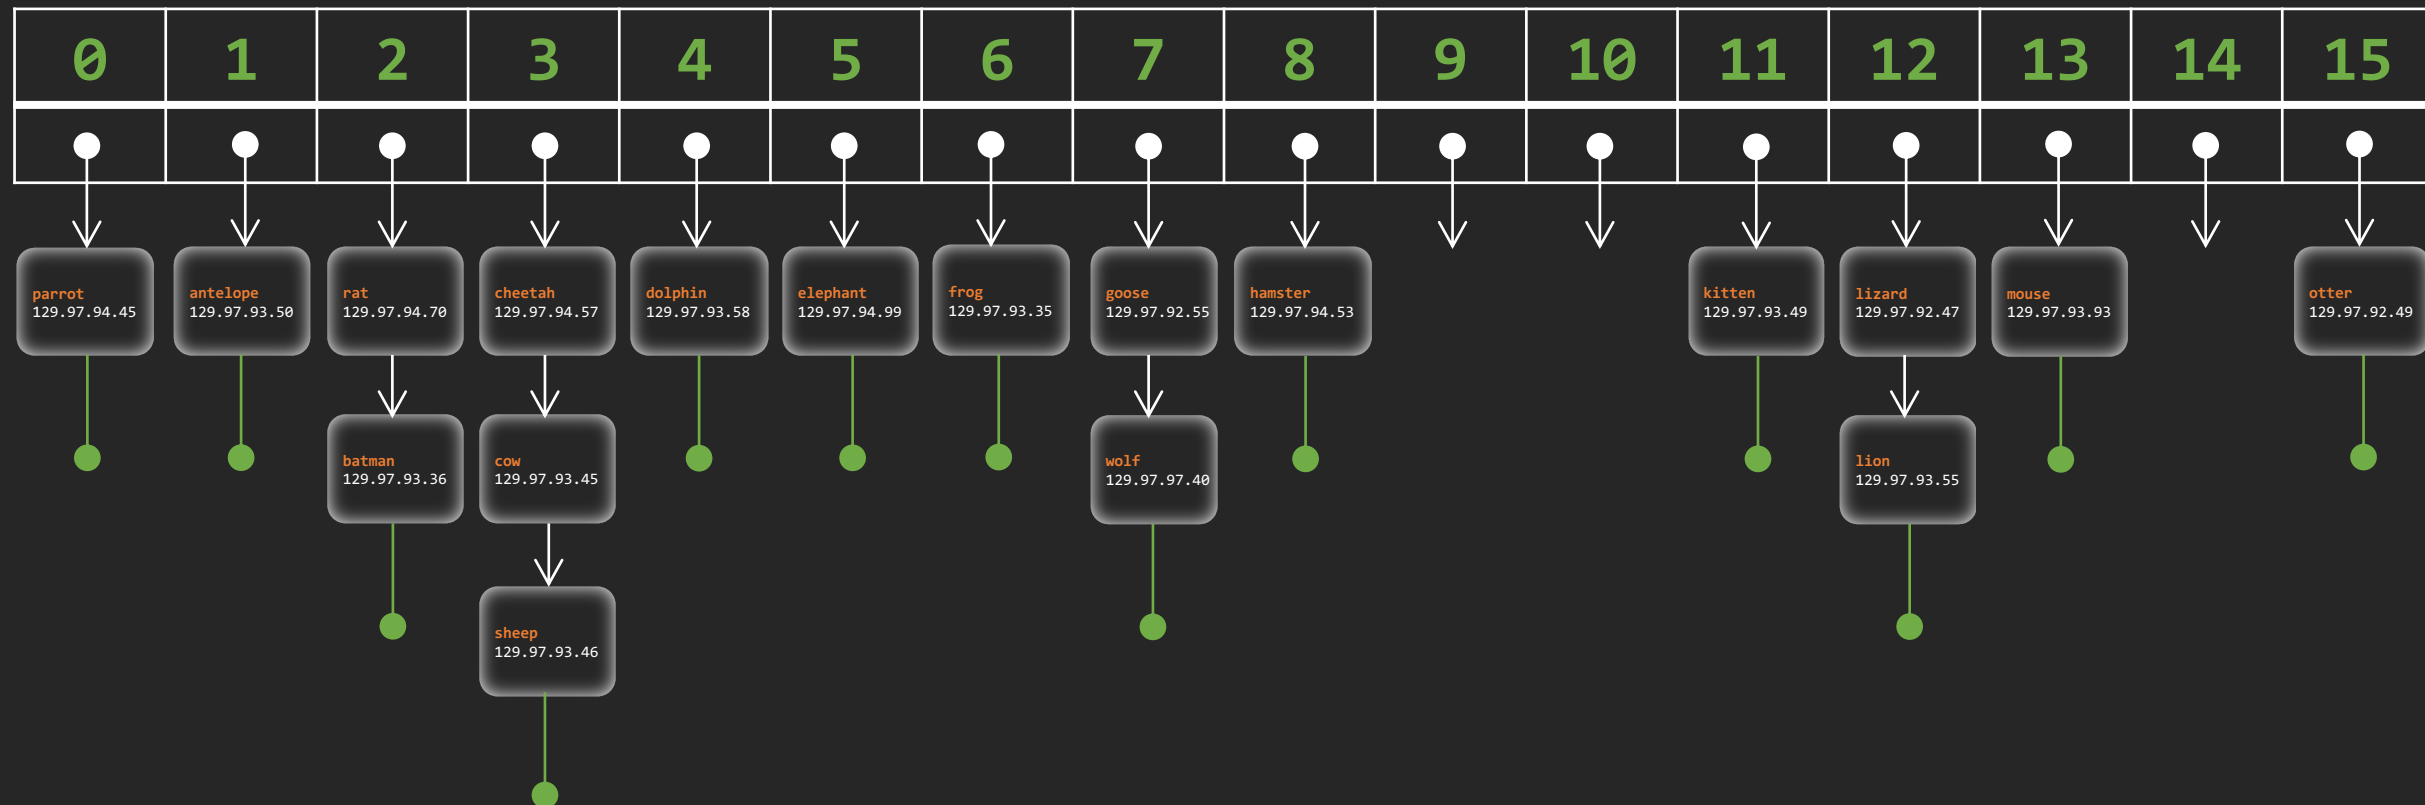 0 1 2 3 4 5 6 7 8 9 10 11 12 13 14 15
parrot
129.97.94.45
antelope
129.97.93.50
rat
129.97.94.70
cheetah
129.97.94.57
dolphin
129.97.93.58
elephant
129.97.94.99
frog
129.97.93.35
goose
129.97.92.55
hamster
129.97.94.53
kitten
129.97.93.49
lizard
129.97.92.47
mouse
129.97.93.93
otter
129.97.92.49
batman
129.97.93.36
cow
129.97.93.45
wolf
129.97.97.40
lion
129.97.93.55
sheep
129.97.93.46